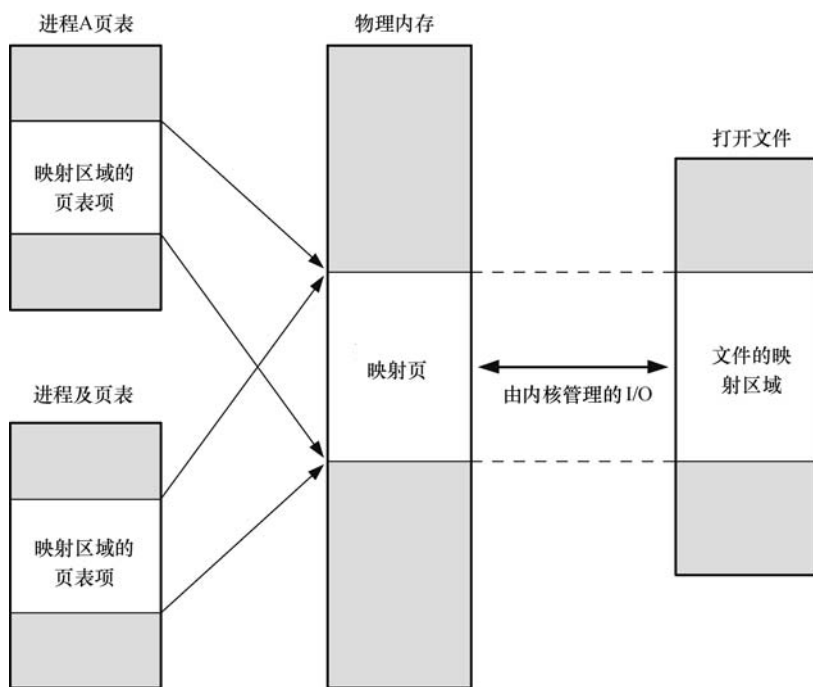 进程A页表
物理内存
打开文件
映射区域的
页表项
映射页
由内核管理的 I/O
文件的映
射区域
进程及页表
映射区域的
页表项